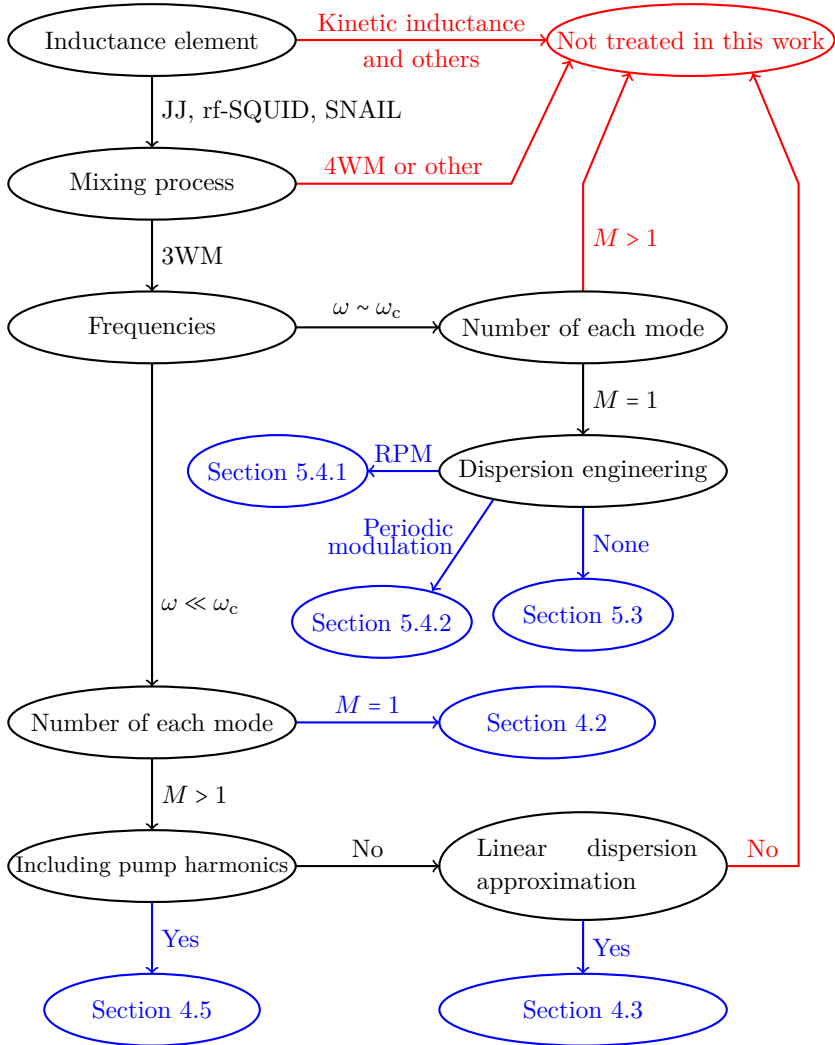 Inductance element
Kinetic inductance
and others
Not treated in this work
JJ, rf-SQUID, SNAIL
Mixing process
4WM or other
3WM
M > 1
Frequencies
ω ~ ω_c
Number of each mode
M = 1
Section 5.4.1
RPM
Dispersion engineering
Periodic
modulation
None
ω ≪ ω_c
Section 5.4.2
Section 5.3
Number of each mode
M = 1
Section 4.2
M > 1
Including pump harmonics
No
Linear dispersion
approximation
No
Yes
Yes
Section 4.5
Section 4.3